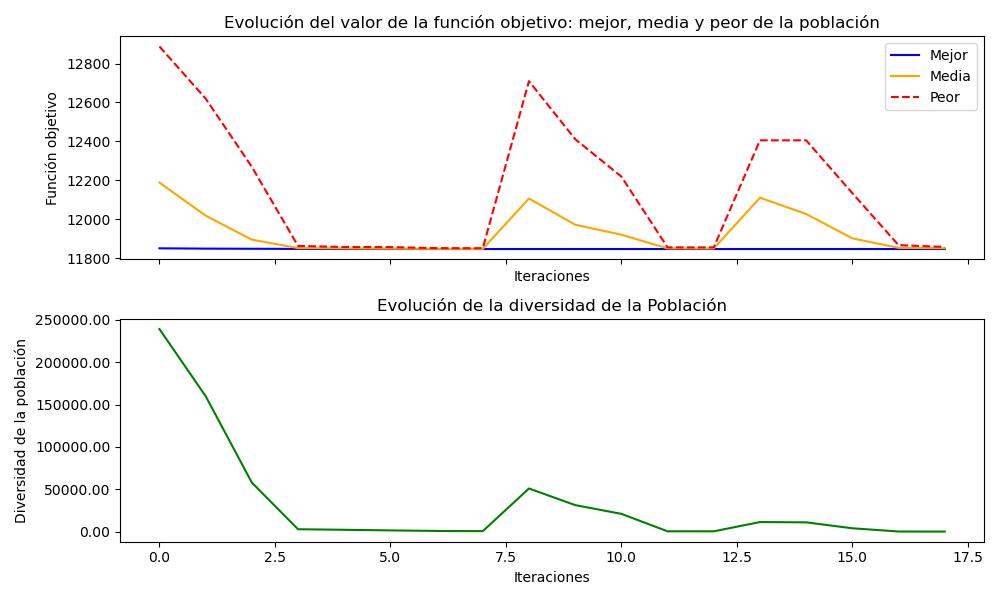 Evolución del valor de la función objetivo: mejor, media y peor de la población
Función objetivo
12800
12600
12400
12200
12000
11800
Mejor
Media
Peor
Iteraciones
Evolución de la diversidad de la Población
Diversidad de la población
250000.00
200000.00
150000.00
100000.00
50000.00
0.00
0.0 2.5 5.0 7.5 10.0 12.5 15.0 17.5
Iteraciones